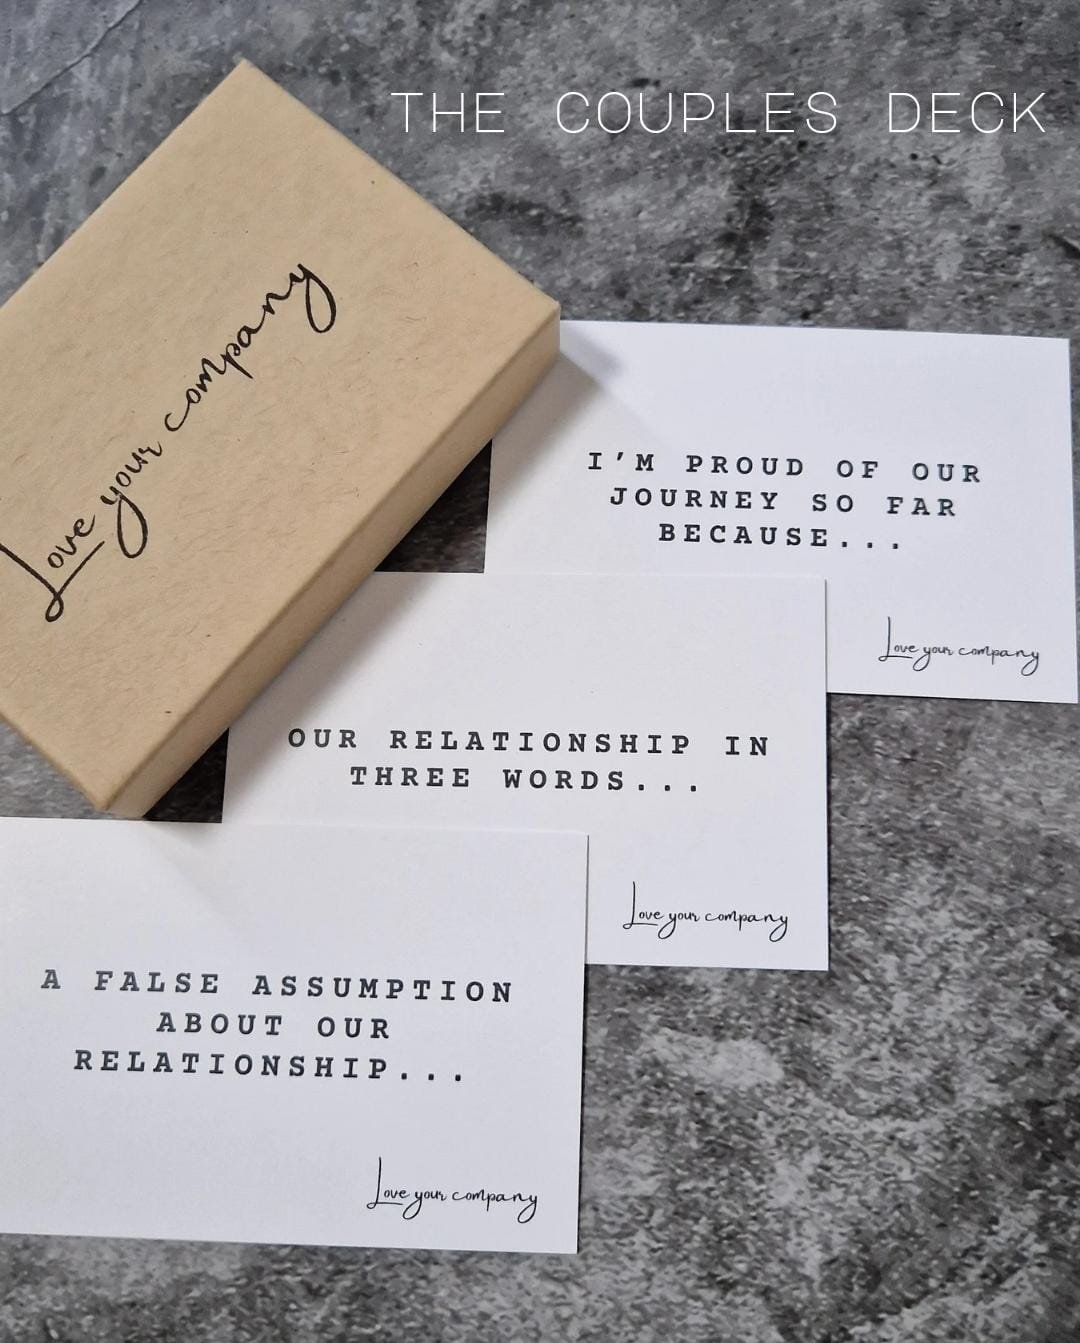 THE COUPLES DECK
Love your company
I'M PROUD OF OUR
JOURNEY SO FAR
BECAUSE...
Love your company
OUR RELATIONSHIP IN
THREE WORDS...
Love your company
A FALSE ASSUMPTION
ABOUT OUR
RELATIONSHIP...
Love your company